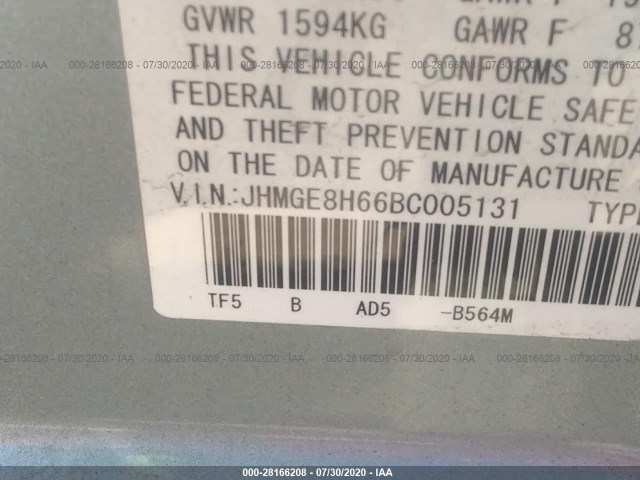 GVWR 1594KG GAWR F
THIS VEHICLE CONFORMS TO
FEDERAL MOTOR VEHICLE SAFE
AND THEFT PREVENTION STANDA
ON THE DATE OF MANUFACTURE
V.I.N.:JHMGE8H66BC005131 TYPE
TF5 B AD5 -B564M
000-28166208 - 07/30/2020 - IAA